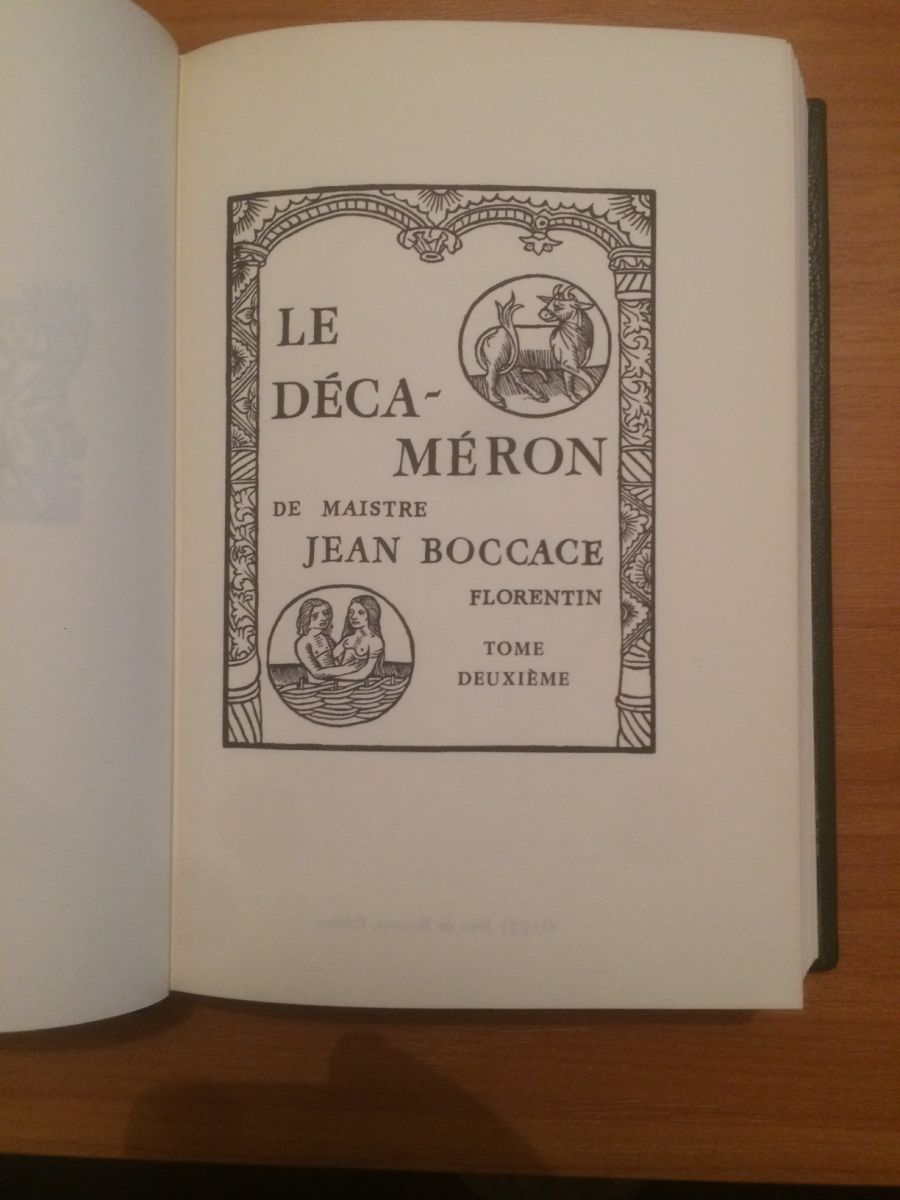 LE
DÉCA-
MÉRON
DE MAISTRE
JEAN BOCCACE
FLORENTIN
TOME
DEUXIÈME